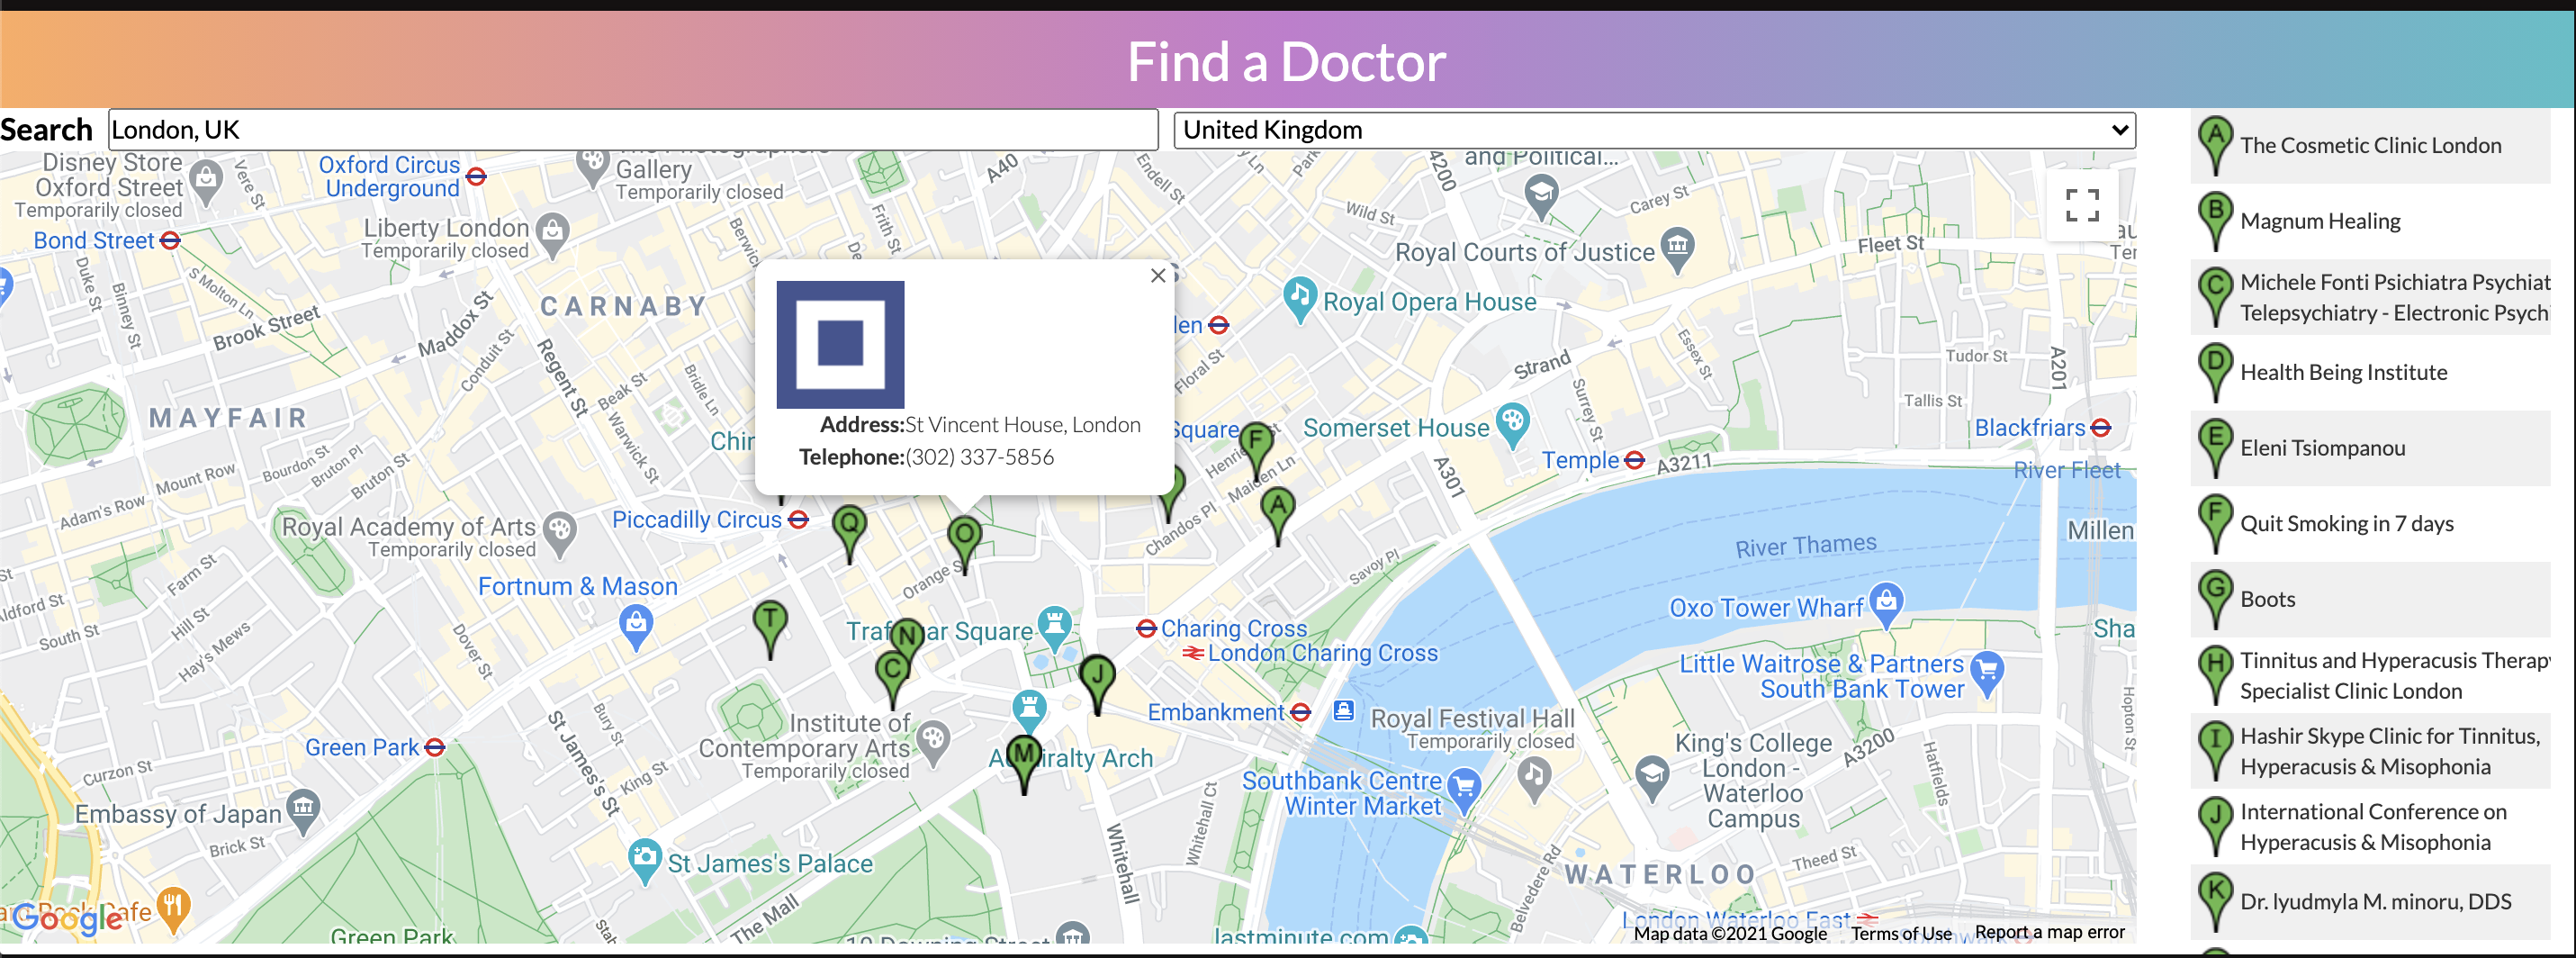 Find a Doctor
Search London, UK
United Kingdom
Disney Store
Oxford Street
Temporarily closed
Vere St
Oxford Circus
Underground
Gallery
Temporarily closed
A40
Endell St
Wild St
4200
and Political...
Carey St
Bond Street
Liberty London
Temporarily closed
Frith St
Royal Courts of Justice
Fleet St
Duke St
Binney St
S Molton Ln
Brook Street
Maddox St
Conduit St
CARNABY
Regent St
Royal Opera House
Floral St
Strand
Essex St
Tudor St
A201
Tallis St
MAYFAIR
Beak St
Bridle Ln
Warwick St
Address:St Vincent House, London
Telephone:(302) 337-5856
Square
F
Somerset House
Surrey St
Blackfriars
Temple
A3211
River Fleet
A301
Maiden Ln
Chandos Pl
A
Mount Row
Bourdon St
Bruton Pl
Bruton St
Adam's Row
Royal Academy of Arts
Temporarily closed
Piccadilly Circus
Q
O
Orange S
Savoy Pl
River Thames
Millen
Farm St
Hill St
Hay's Mews
South St
Fortnum & Mason
Dover St
T
N
C
Square
Charing Cross
London Charing Cross
J
Oxo Tower Wharf
Little Waitrose & Partners
South Bank Tower
Sha
Hopton St
Green Park
Bury St
St James's St
King St
Institute of
Contemporary Arts
Temporarily closed
M
Embankment
Royal Festival Hall
Temporarily closed
King's College
London -
Waterloo
Campus
A3200
Hatfields
Southbank Centre
Winter Market
Curzon St
Embassy of Japan
Brick St
St James's Palace
The Mall
Whitehall
Whitehall Ct
Belvedere Rd
WATERLOO
Theed St
Green Park
Google
10 Downing Street
lastminute.com
London Waterloo East
Map data ©2021 Google
Terms of Use
Report a map error
A The Cosmetic Clinic London
B Magnum Healing
C Michele Fonti Psichiatra Psychiat
Telepsychiatry - Electronic Psychi
D Health Being Institute
E Eleni Tsiompanou
F Quit Smoking in 7 days
G Boots
H Tinnitus and Hyperacusis Therapy
Specialist Clinic London
I Hashir Skype Clinic for Tinnitus,
Hyperacusis & Misophonia
J International Conference on
Hyperacusis & Misophonia
K Dr. lyudmyla M. minoru, DDS